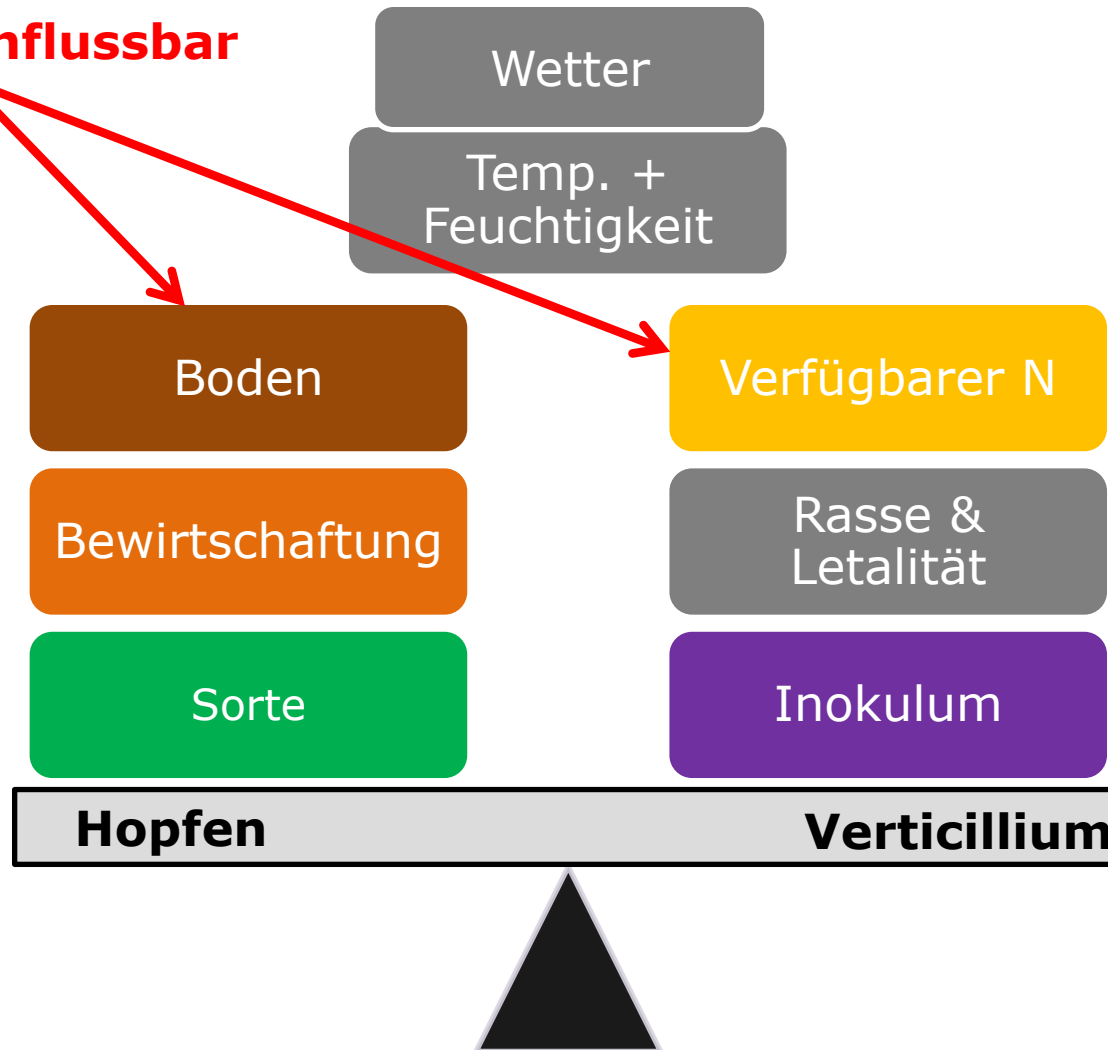 nflussbar
Wetter
Temp. +
Feuchtigkeit
Boden
Verfügbarer N
Bewirtschaftung
Rasse &
Letalität
Sorte
Inokulum
Hopfen
Verticillium